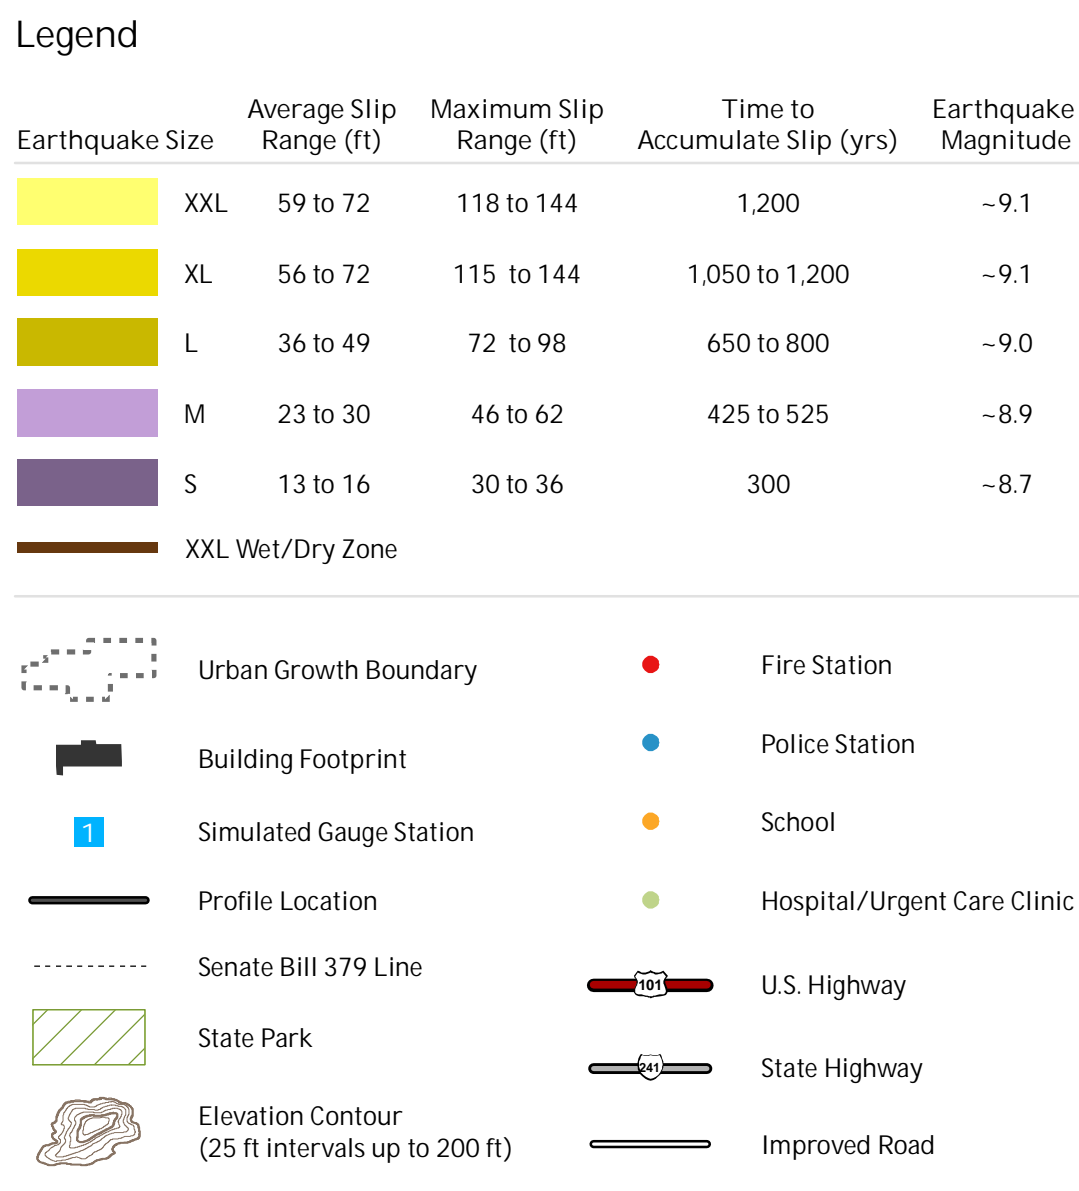 Legend
Earthquake Size
Average Slip
Range (ft)
Maximum Slip
Range (ft)
Time to
Accumulate Slip (yrs)
Earthquake
Magnitude
XXL 59 to 72 118 to 144 1,200 ~9.1
XL 56 to 72 115 to 144 1,050 to 1,200 ~9.1
L 36 to 49 72 to 98 650 to 800 ~9.0
M 23 to 30 46 to 62 425 to 525 ~8.9
S 13 to 16 30 to 36 300 ~8.7
XXL Wet/Dry Zone
Urban Growth Boundary
Building Footprint
1 Simulated Gauge Station
Profile Location
Senate Bill 379 Line
State Park
Elevation Contour
(25 ft intervals up to 200 ft)
Fire Station
Police Station
School
Hospital/Urgent Care Clinic
101 U.S. Highway
241 State Highway
Improved Road